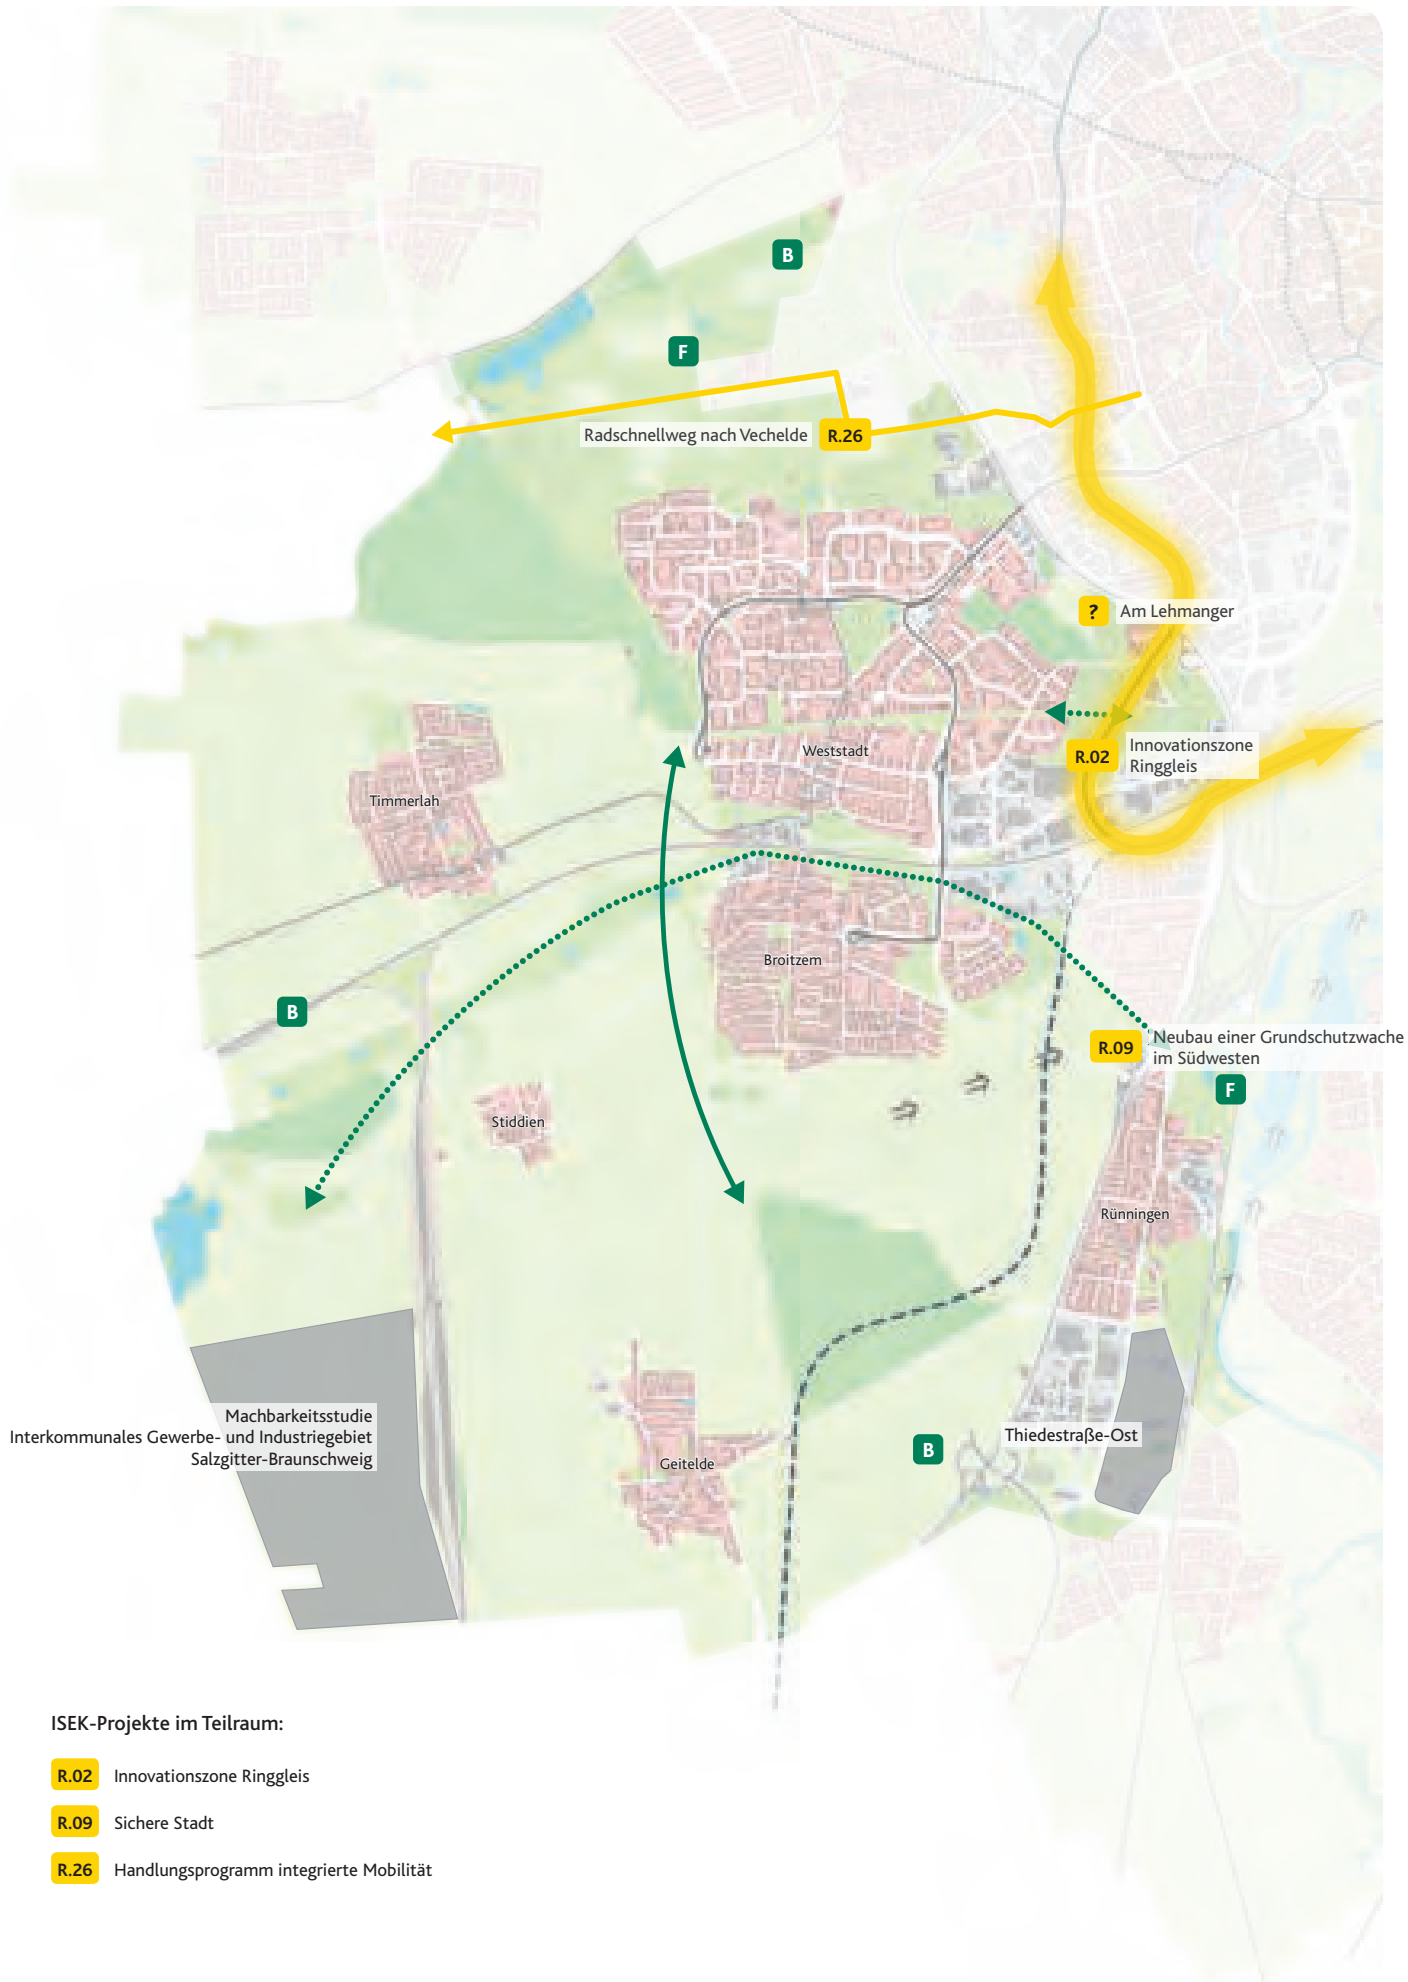 B
F
Radschnellweg nach Vechelde R.26
? Am Lehmanger
R.02 Innovationszone
Ringgleis
Weststadt
Timmerlah
Broitzem
B
R.09 Neubau einer Grundschutzwache
im Südwesten
F
Stiddien
Rünningen
Machbarkeitsstudie
Interkommunales Gewerbe- und Industriegebiet
Salzgitter-Braunschweig
Thiedestraße-Ost
B
Geitelde
ISEK-Projekte im Teilraum:
R.02 Innovationszone Ringgleis
R.09 Sichere Stadt
R.26 Handlungsprogramm integrierte Mobilität